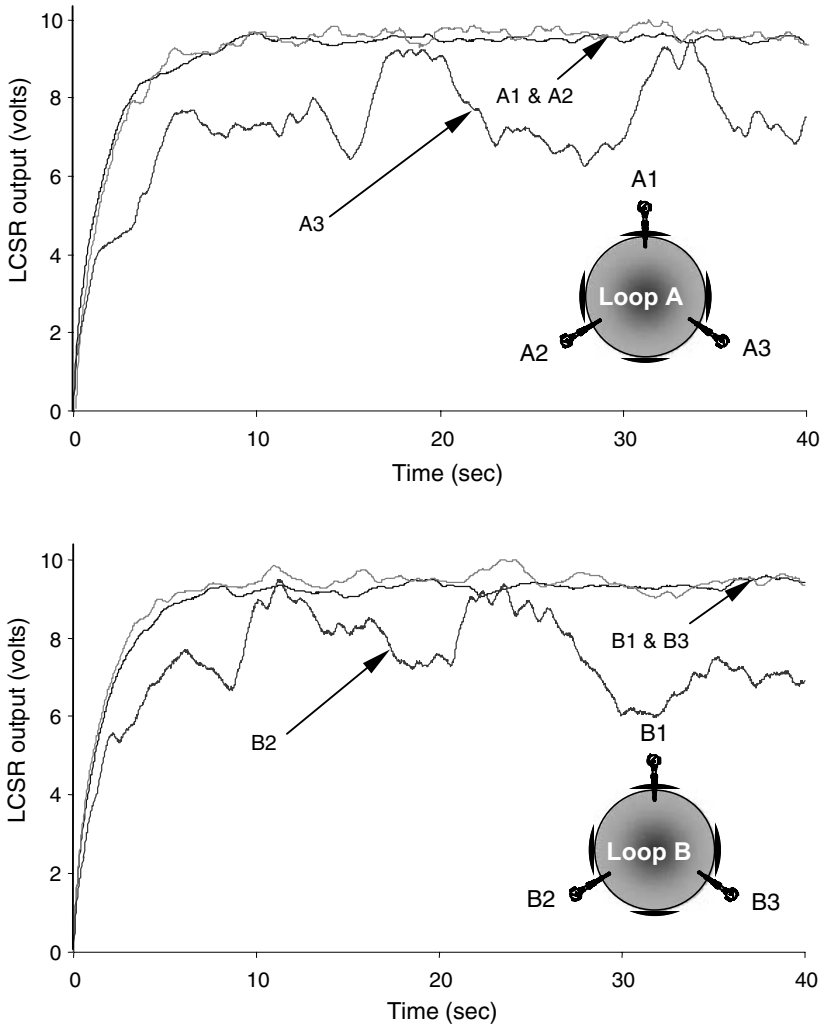 10
8
6
4
2
0
LCSR output (volts)
A1 & A2
A3
A1
Loop A
A2
A3
0
10
20
30
40
Time (sec)
10
8
6
4
2
0
LCSR output (volts)
B1 & B3
B2
B1
Loop B
B2
B3
0
10
20
30
40
Time (sec)